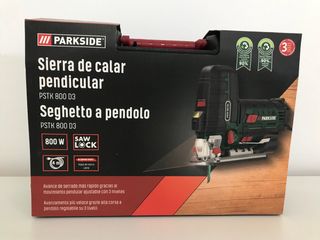 PARKSIDE
3
Sierra de calar
pendicular
PSTK 800 D3
Seghetto a pendolo
PSTK 800 D3
800 W
SAW
LOCK
PARKSIDE
Avance de serrado más rápido gracias al
movimiento pendular ajustable con 3 niveles
Avanzamento più veloce grazie alla corsa a
pendolo regolabile su 3 livelli